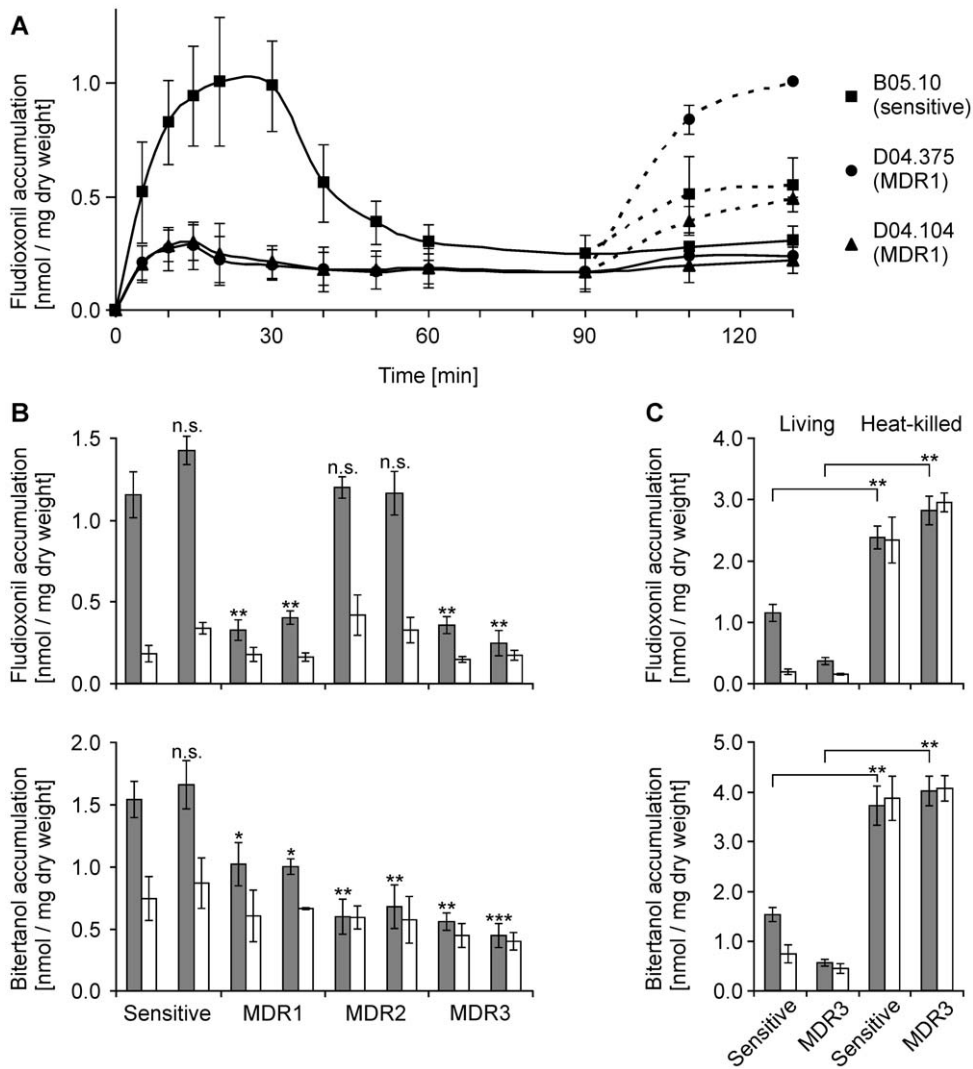 A
Fludioxonil accumulation
[nmol / mg dry weight]
1.0
0.5
0.0
0
30
60
90
120
Time [min]
B05.10
(sensitive)
D04.375
(MDR1)
D04.104
(MDR1)
B
Fludioxonil accumulation
[nmol / mg dry weight]
1.5
1.0
0.5
0.0
n.s.
**
**
n.s.
n.s.
**
**
Bitertanol accumulation
[nmol / mg dry weight]
2.0
1.5
1.0
0.5
0.0
n.s.
*
*
**
**
**
***
Sensitive
MDR1
MDR2
MDR3
C
Living
Heat-killed
Fludioxonil accumulation
[nmol / mg dry weight]
4.0
3.0
2.0
1.0
0.0
**
**
Bitertanol accumulation
[nmol / mg dry weight]
5.0
4.0
3.0
2.0
1.0
0.0
**
**
Sensitive
MDR3
Sensitive
MDR3